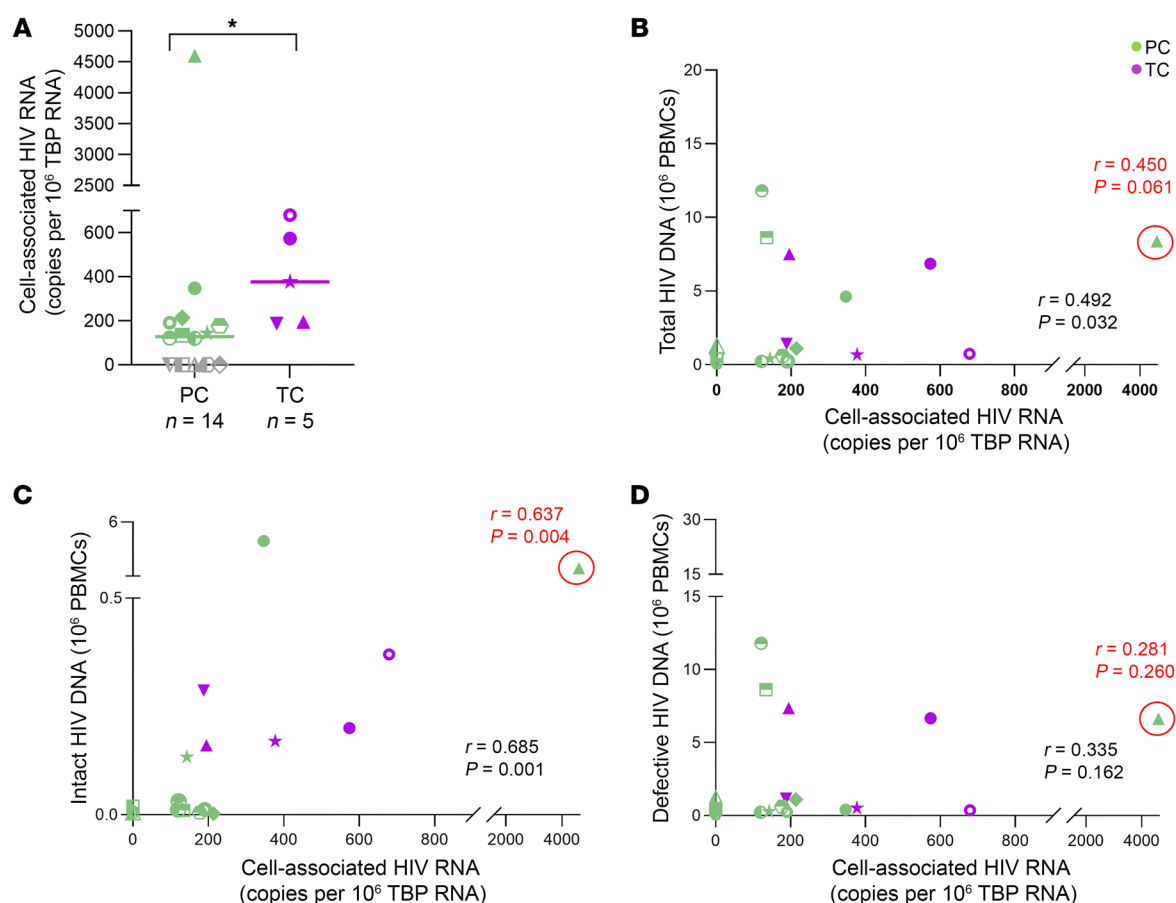 A
Cell-associated HIV RNA
(copies per 10⁶ TBP RNA)
5000
4500
4000
3500
3000
2500
600
400
200
0
*
PC
n = 14
TC
n = 5
B
PC
TC
Total HIV DNA (10⁶ PBMCs)
20
15
10
5
0
r = 0.450
P = 0.061
r = 0.492
P = 0.032
0 200 400 600 800 2000 4000
Cell-associated HIV RNA
(copies per 10⁶ TBP RNA)
C
Intact HIV DNA (10⁶ PBMCs)
6
0.5
0.0
r = 0.637
P = 0.004
r = 0.685
P = 0.001
0 200 400 600 800 2000 4000
Cell-associated HIV RNA
(copies per 10⁶ TBP RNA)
D
Defective HIV DNA (10⁶ PBMCs)
30
15
15
10
5
0
r = 0.281
P = 0.260
r = 0.335
P = 0.162
0 200 400 600 800 2000 4000
Cell-associated HIV RNA
(copies per 10⁶ TBP RNA)